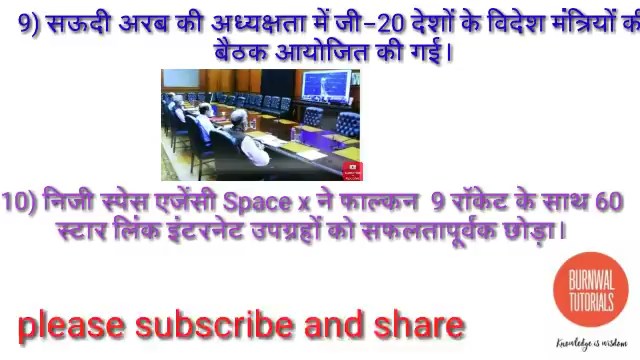 9) सऊदी अरब की अध्यक्षता में जी-20 देशों के विदेश मंत्रियों की
बैठक आयोजित की गई।
10) निजी स्पेस एजेंसी Space x ने फाल्कन 9 रॉकेट के साथ 60
स्टार लिंक इंटरनेट उपग्रहों को सफलतापूर्वक छोड़ा।
BURNWAL
TUTORIALS
Knowledge is wisdom
please subscribe and share